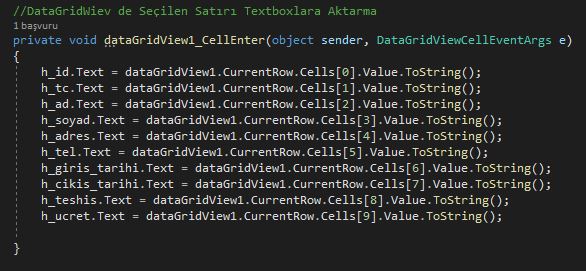 //DataGridWiev de Seçilen Satırı Textboxlara Aktarma
1 başvuru
private void dataGridView1_CellEnter(object sender, DataGridViewCellEventArgs e)
{
h_id.Text = dataGridView1.CurrentRow.Cells[0].Value.ToString();
h_tc.Text = dataGridView1.CurrentRow.Cells[1].Value.ToString();
h_ad.Text = dataGridView1.CurrentRow.Cells[2].Value.ToString();
h_soyad.Text = dataGridView1.CurrentRow.Cells[3].Value.ToString();
h_adres.Text = dataGridView1.CurrentRow.Cells[4].Value.ToString();
h_tel.Text = dataGridView1.CurrentRow.Cells[5].Value.ToString();
h_giris_tarihi.Text = dataGridView1.CurrentRow.Cells[6].Value.ToString();
h_cikis_tarihi.Text = dataGridView1.CurrentRow.Cells[7].Value.ToString();
h_teshis.Text = dataGridView1.CurrentRow.Cells[8].Value.ToString();
h_ucret.Text = dataGridView1.CurrentRow.Cells[9].Value.ToString();
}